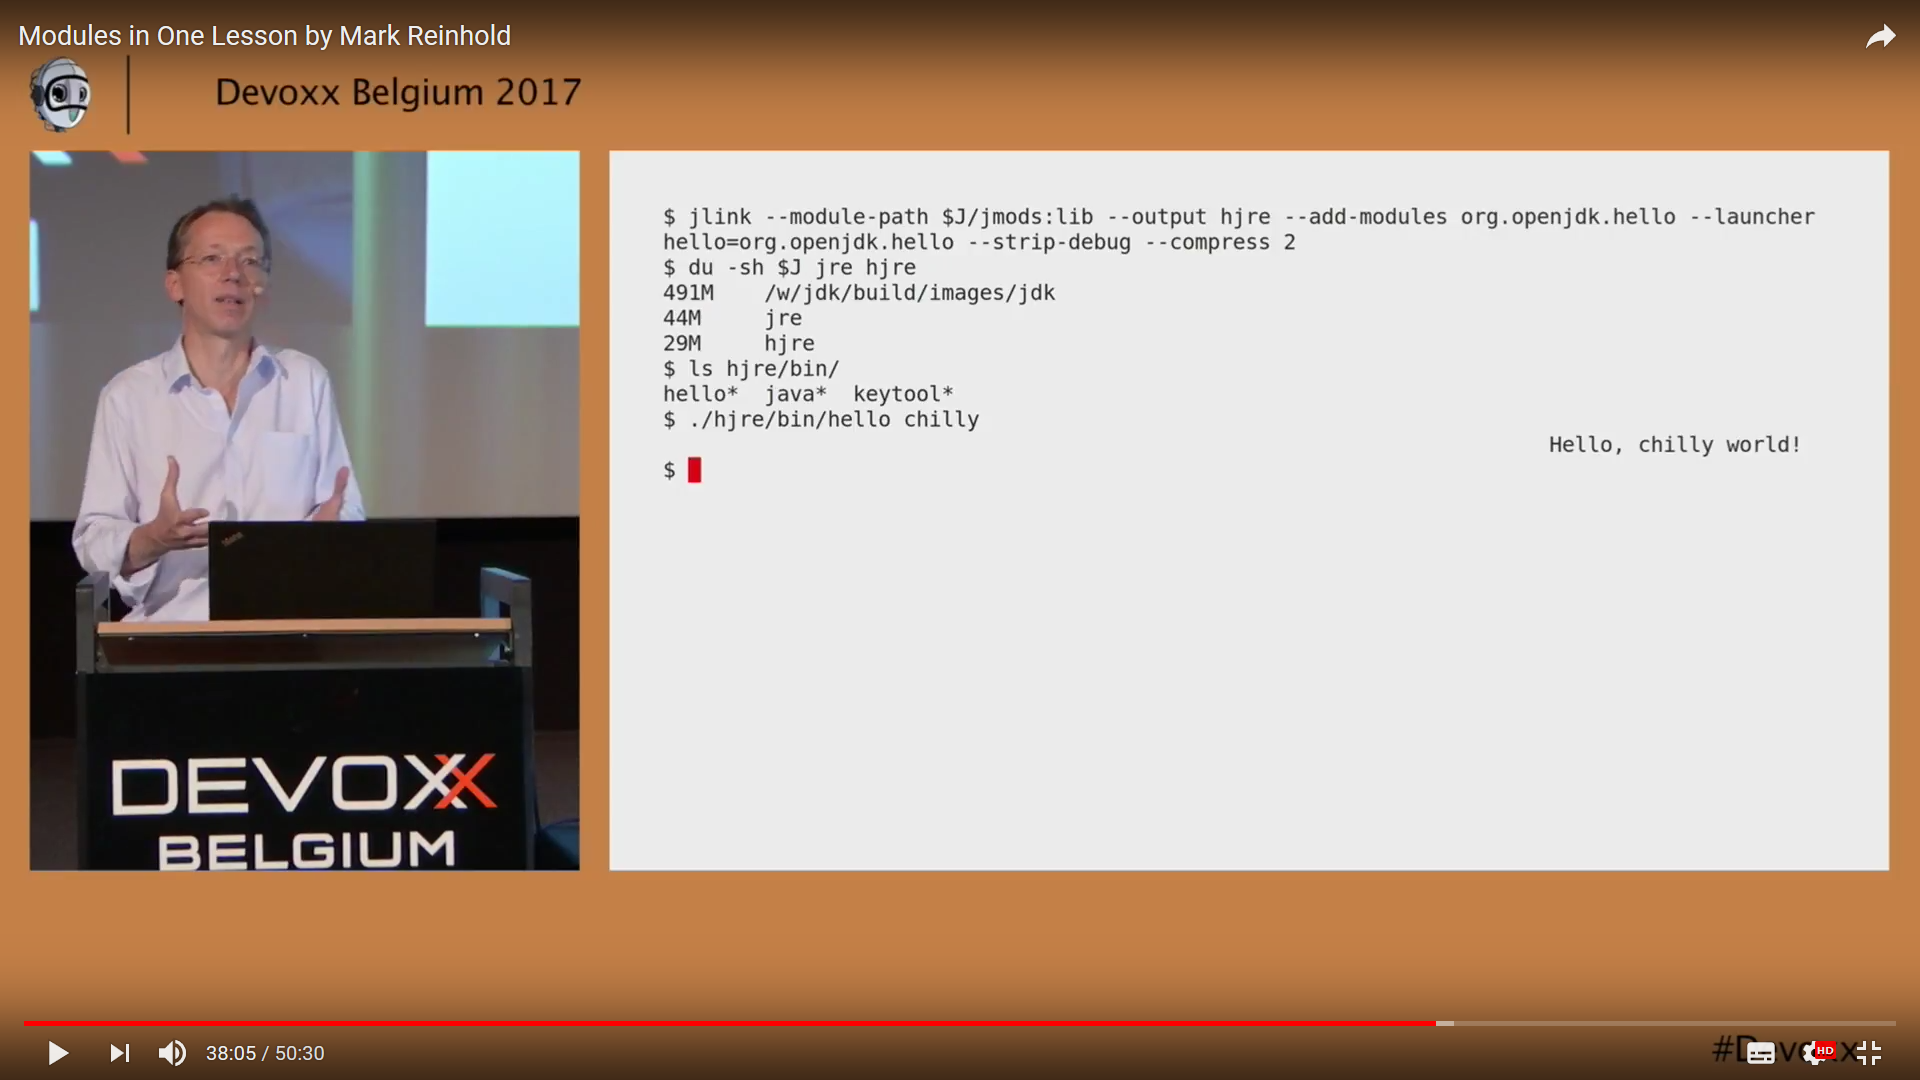 Modules in One Lesson by Mark Reinhold
Devoxx Belgium 2017
$ jlink --module-path $J/jmods:lib --output hjre --add-modules org.openjdk.hello --launcher
hello=org.openjdk.hello --strip-debug --compress 2
$ du -sh $J jre hjre
491M    /w/jdk/build/images/jdk
44M     jre
29M     hjre
$ ls hjre/bin/
hello*  java*  keytool*
$ ./hjre/bin/hello chilly
Hello, chilly world!
$
DEVOXX
BELGIUM
38:05 / 50:30
#Devoxx
HD